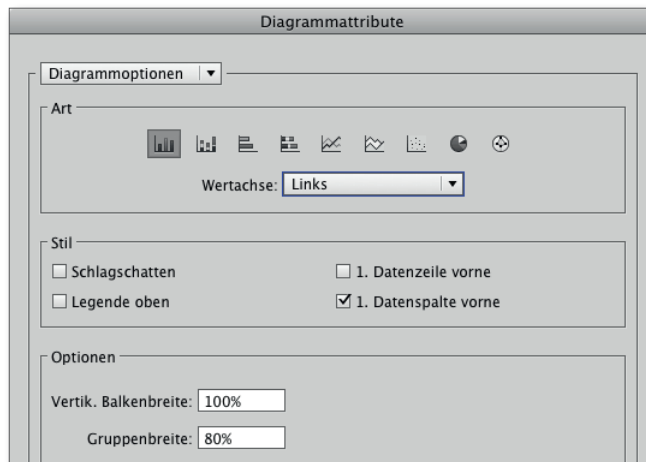 Diagrammattribute
Diagrammoptionen
Art
Wertachse: Links
Stil
Schlagschatten
1. Datenzeile vorne
Legende oben
1. Datenspalte vorne
Optionen
Vertik. Balkenbreite: 100%
Gruppenbreite: 80%